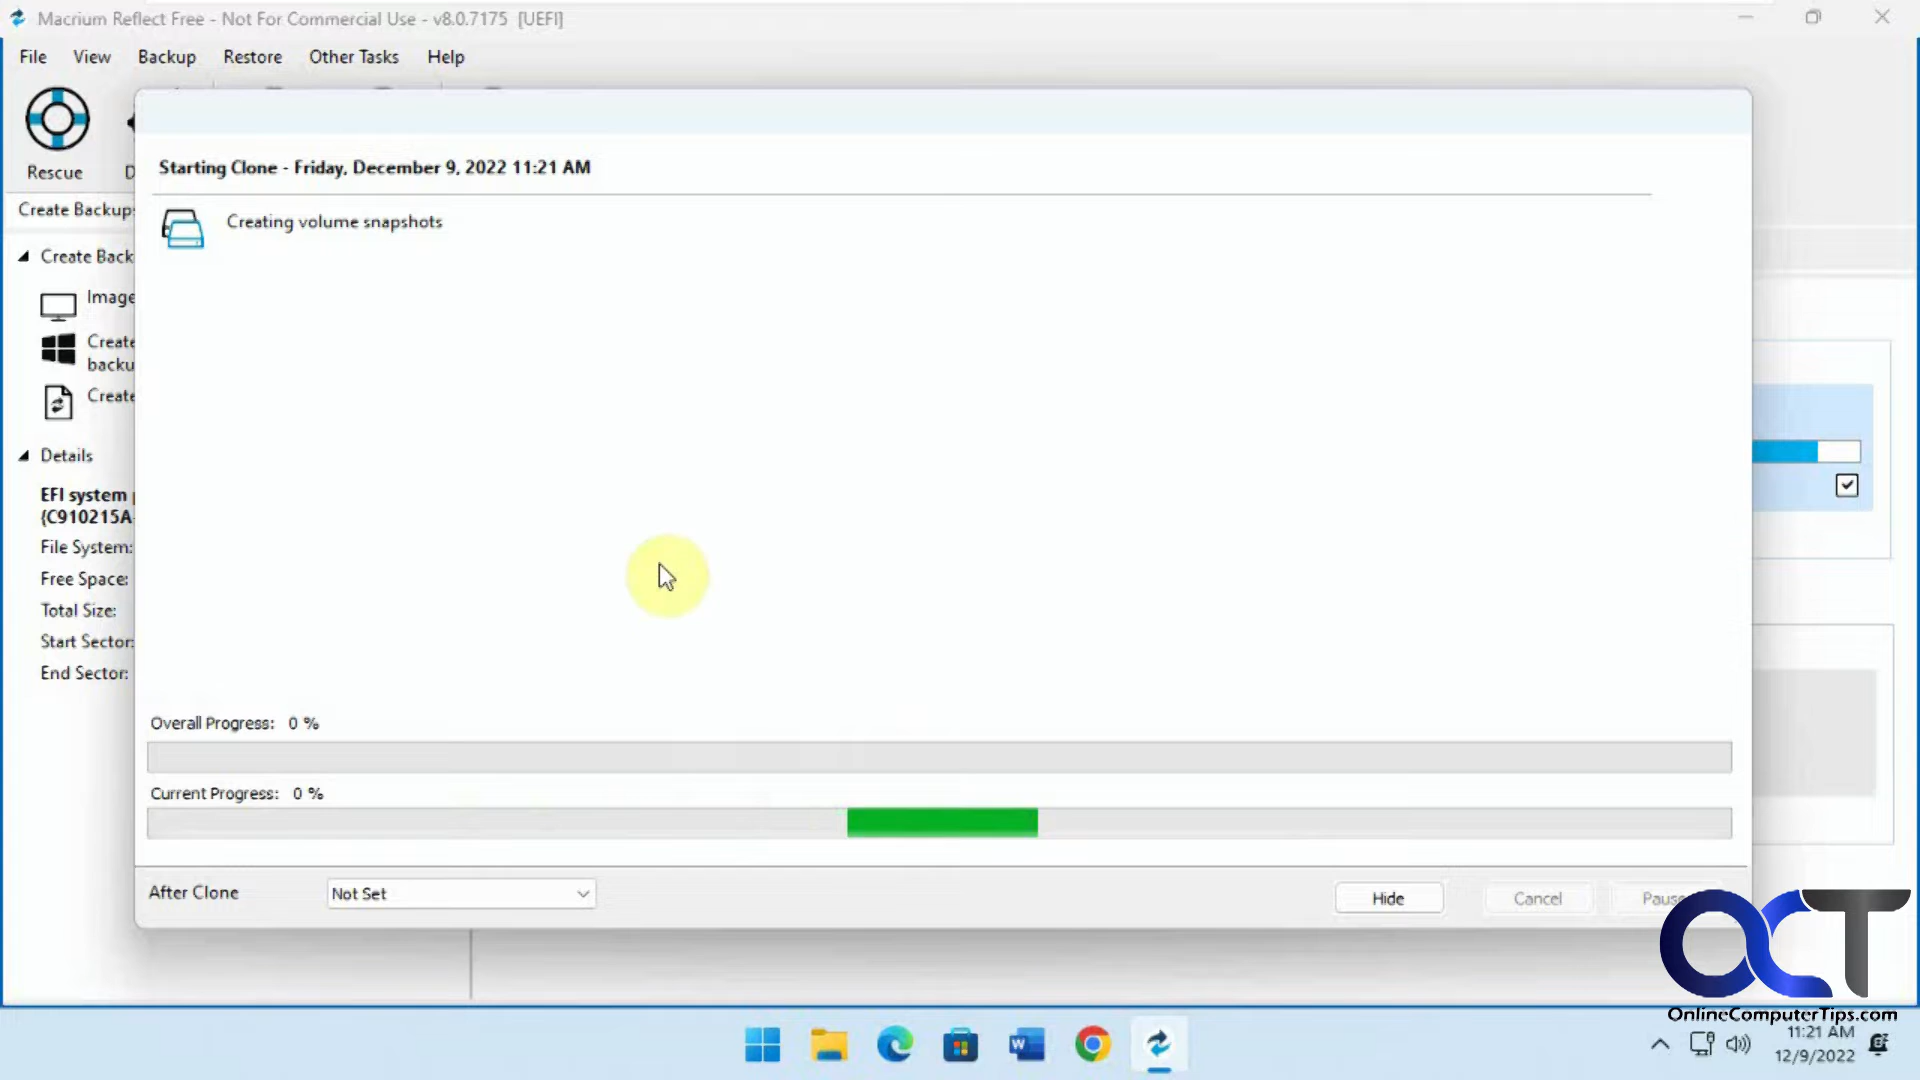 Macrium Reflect Free - Not For Commercial Use - v8.0.7175 [UEFI]
File View Backup Restore Other Tasks Help
Rescue
Starting Clone - Friday, December 9, 2022 11:21 AM
Creating volume snapshots
Create Backups
Create Back
Image
Create
backu
Create
Details
EFI system
{C910215A
File System:
Free Space:
Total Size:
Start Sector:
End Sector:
Overall Progress: 0 %
Current Progress: 0 %
After Clone Not Set Hide Cancel Pause
OCT
OnlineComputerTips.com
11:21 AM
12/9/2022